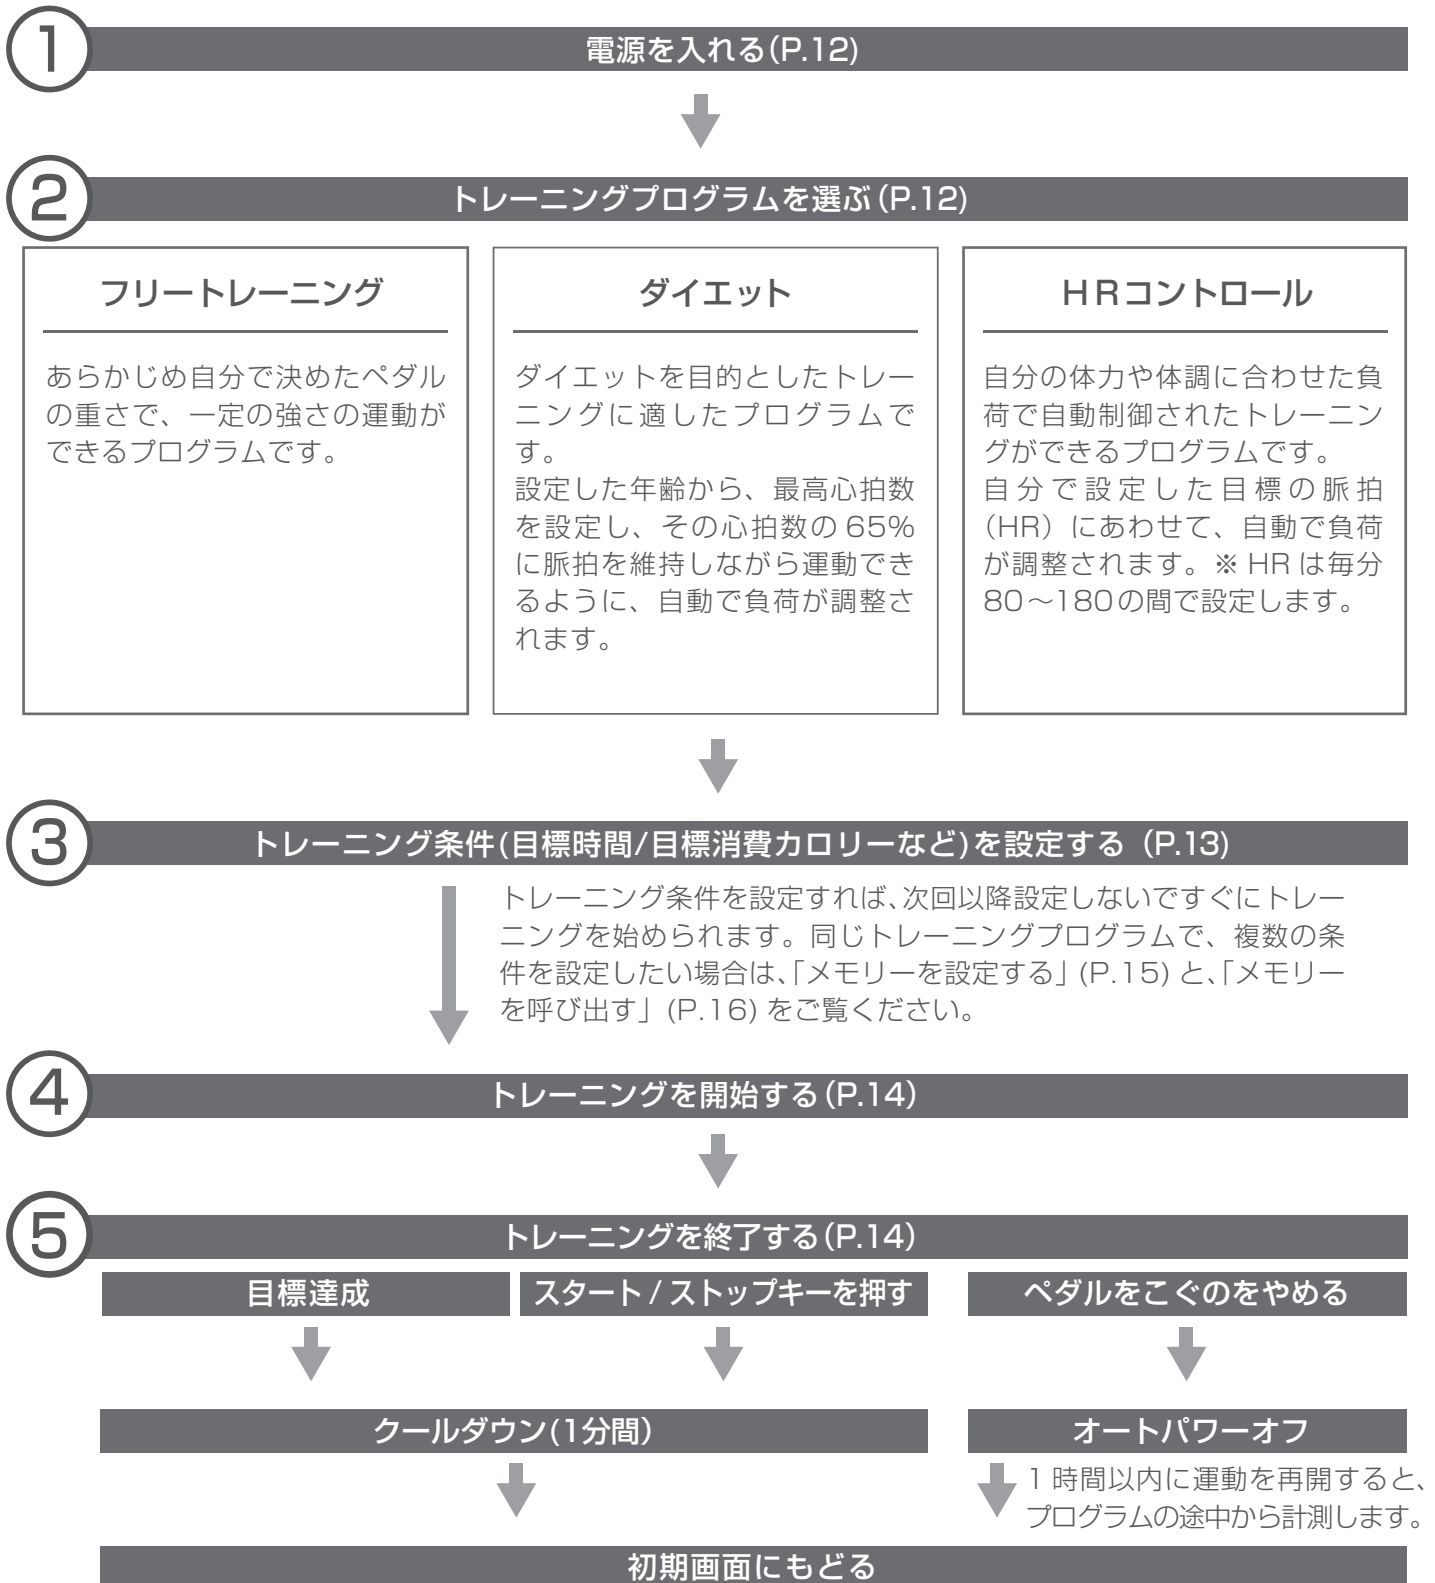 ①
電源を入れる(P.12)
②
トレーニングプログラムを選ぶ(P.12)
フリートレーニング
あらかじめ自分で決めたペダル
の重さで、一定の強さの運動が
できるプログラムです。
ダイエット
ダイエットを目的としたトレー
ニングに適したプログラムで
す。
設定した年齢から、最高心拍数
を設定し、その心拍数の 65%
に脈拍を維持しながら運動でき
るように、自動で負荷が調整さ
れます。
HRコントロール
自分の体力や体調に合わせた負
荷で自動制御されたトレーニン
グができるプログラムです。
自分で設定した目標の脈拍
(HR)にあわせて、自動で負荷
が調整されます。※ HR は毎分
80～180の間で設定します。
③
トレーニング条件(目標時間/目標消費カロリーなど)を設定する(P.13)
トレーニング条件を設定すれば、次回以降設定しないですぐにトレー
ニングを始められます。同じトレーニングプログラムで、複数の条
件を設定したい場合は、「メモリーを設定する」(P.15) と、「メモリー
を呼び出す」(P.16) をご覧ください。
④
トレーニングを開始する(P.14)
⑤
トレーニングを終了する(P.14)
目標達成
スタート / ストップキーを押す
ペダルをこぐのをやめる
クールダウン(1分間)
オートパワーオフ
1 時間以内に運動を再開すると、
プログラムの途中から計測します。
初期画面にもどる